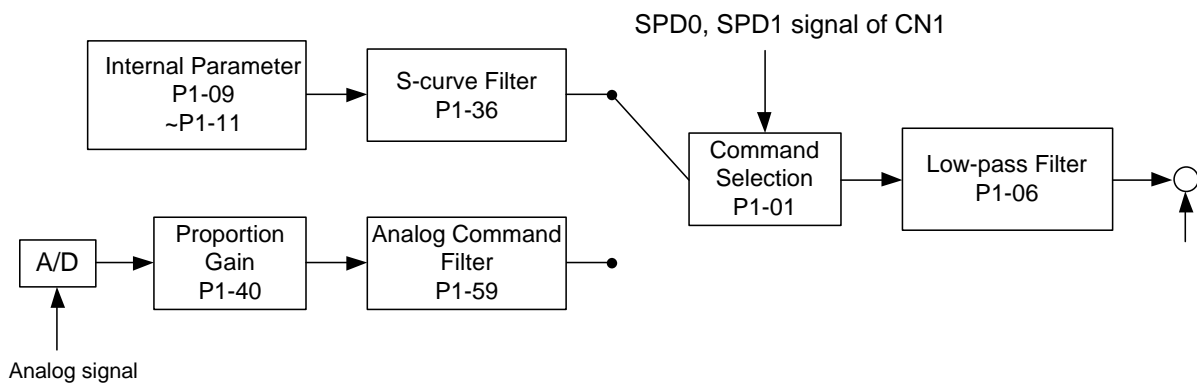 SPD0, SPD1 signal of CN1
Internal Parameter
P1-09
~P1-11
S-curve Filter
P1-36
Command
Selection
P1-01
Low-pass Filter
P1-06
A/D
Proportion
Gain
P1-40
Analog Command
Filter
P1-59
Analog signal